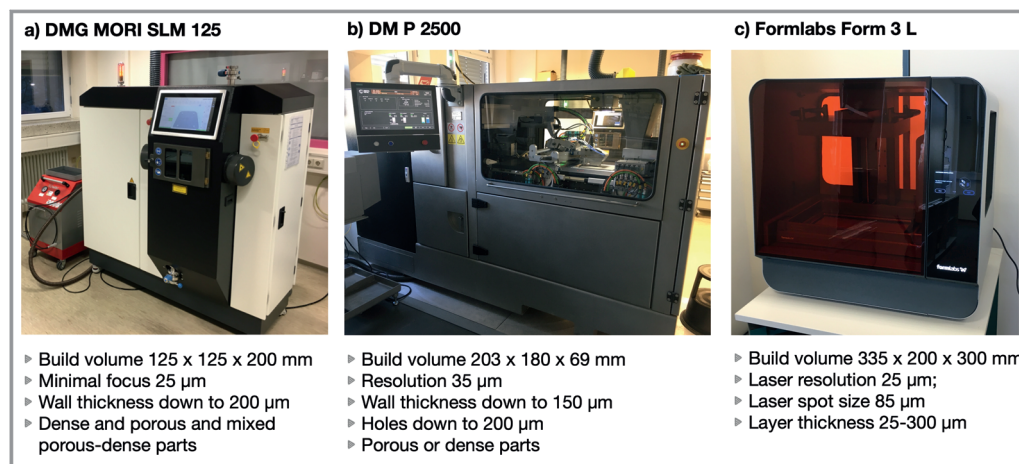 a) DMG MORI SLM 125
b) DM P 2500
c) Formlabs Form 3 L
formlabs
Build volume 125 x 125 x 200 mm
Minimal focus 25 µm
Wall thickness down to 200 µm
Dense and porous and mixed
porous-dense parts
Build volume 203 x 180 x 69 mm
Resolution 35 µm
Wall thickness down to 150 µm
Holes down to 200 µm
Porous or dense parts
Build volume 335 x 200 x 300 mm
Laser resolution 25 µm;
Laser spot size 85 µm
Layer thickness 25-300 µm